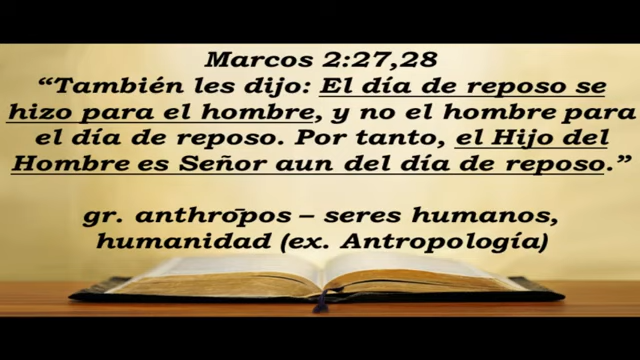 Marcos 2:27,28
“También les dijo: El día de reposo se
hizo para el hombre, y no el hombre para
el día de reposo. Por tanto, el Hijo del
Hombre es Señor aun del día de reposo.”
gr. anthrōpos – seres humanos,
humanidad (ex. Antropología)